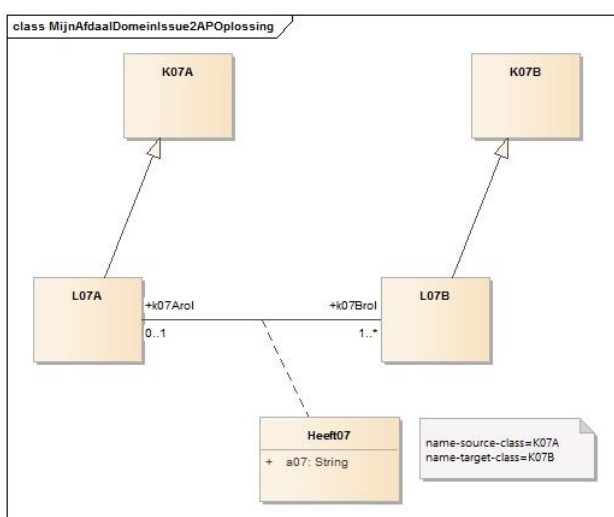 class MijnAfdaalDomeinIssue2APOplossing
K07A
K07B
L07A
+k07Arol
0..1
+k07Brol
1..*
L07B
Heeft07
+ a07: String
name-source-class=K07A
name-target-class=K07B